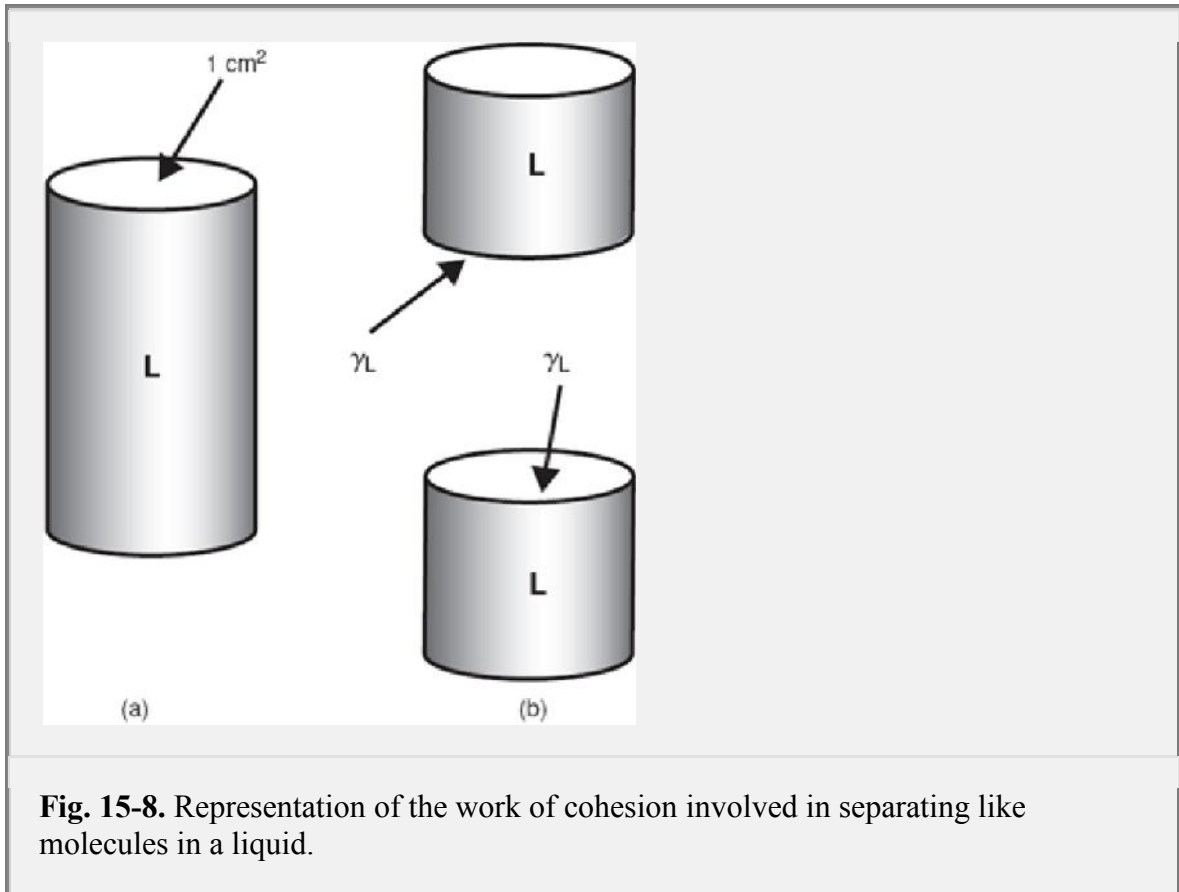 1 cm²
L
L
γL
γL
L
(a)
(b)
Fig. 15-8. Representation of the work of cohesion involved in separating like
molecules in a liquid.